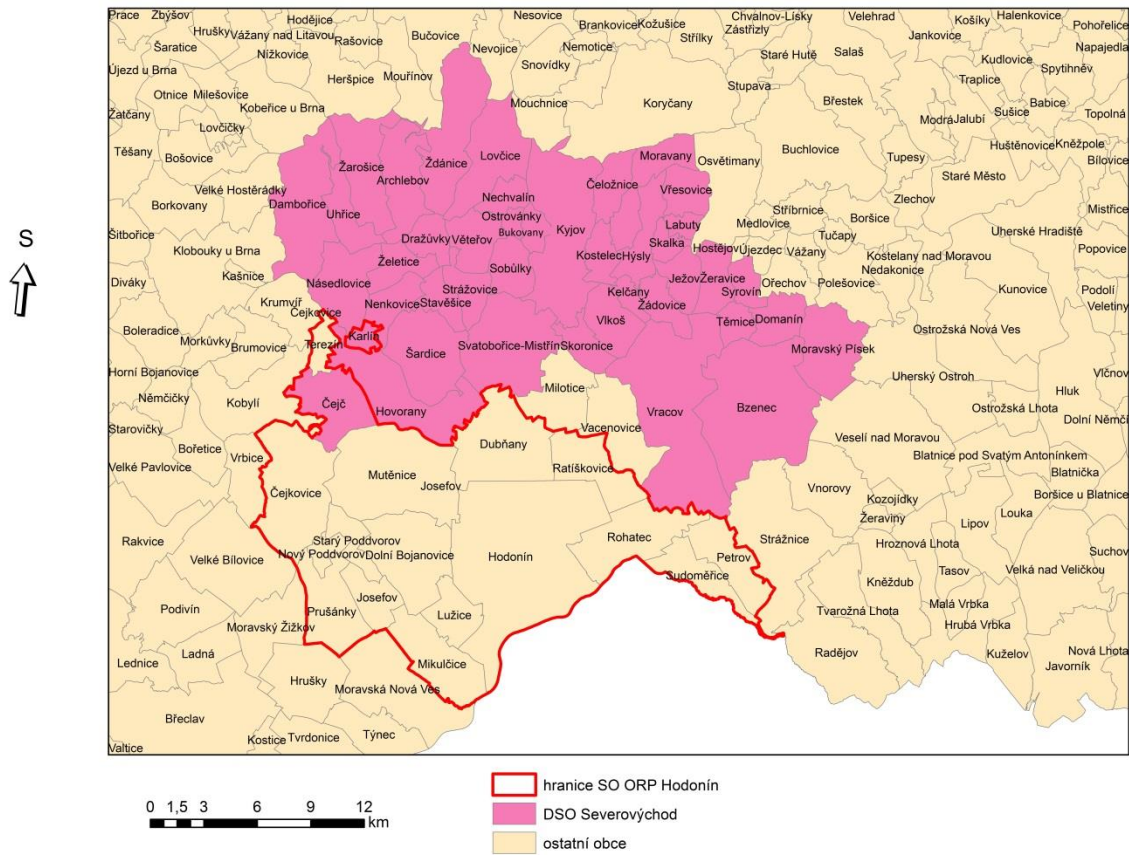 Práce Zbýšov Hodějice Nesovice Chválnov-Lísky Velehrad Košíky Halenkovice
Hrušky Vážany nad Litavou Rašovice Bučovice Brankovice Kožušice Zástřizly Jankovice Pohořelice
Šaratice Nížkovice Nevojice Nemotice Střílky Staré Hutě Salaš Kudlovice Napajedla
Újezd u Brna Heršpice Mouřínov Snovídky Stupava Traplice Spytihněv
Otnice Milešovice Kobeřice u Brna Mouchnice Koryčany Břestek Babice
Žatčany Lovčičky Modrá Jalubí Sušice Topolná
Těšany Bošovice Žarošice Ždánice Lovčice Moravany Osvětimany Buchlovice Tupesy Huštěnovice Kněžpole Bílovice
Archlebov Čeložnice Staré Město
Velké Hostěrádky Dambořice Nechvalín Vřesovice Zlechov
Borkovany Uhřice Ostrovánky Labuty Medlovice Stříbrnice Boršice Mistřice
Šitbořice Dražůvky Věteřov Bukovany Kyjov Skalka Tučapy Uherské Hradiště
Klobouky u Brna Želetice Sobůlky Kostelec Hýsly Hostějov Újezdec Vážany Kostelany nad Moravou Popovice
Diváky Kašnice Násedlovice Strážovice Kelčany Ježov Žeravice Ořechov Polešovice Nedakonice Kunovice Podolí
Krumvíř Čejkovice Nenkovice Stavěšice Žádovice Syrovín Veletiny
Boleradice Morkůvky Brumovice Terezín Karlín Šardice Svatobořice-Mistřín Skoronice Vlkoš Těmice Domanín Ostrožská Nová Ves
Horní Bojanovice Moravský Písek
Němčičky Kobylí Čejč Hovorany Milotice Vracov Bzenec Uherský Ostroh Vlčnov
Hluk
Starovičky Bořetice Dubňany Vacenovice Veselí nad Moravou Ostrožská Lhota Dolní Němčí
Velké Pavlovice Vrbice Čejkovice Mutěnice Josefov Ratíškovice Vnorovy Blatnice pod Svatým Antonínkem Blatnička
Kozojídky Boršice u Blatnice
Rakvice Velké Bílovice Starý Poddvorov Nový Poddvorov Dolní Bojanovice Hodonín Rohatec Petrov Strážnice Žeraviny Lipov Louka
Hroznová Lhota Suchov
Podivín Prušánky Josefov Lužice Sudoměřice Kněždub Tasov Velká nad Veličkou
Moravský Žižkov Tvarožná Lhota Malá Vrbka
Lednice Ladná Mikulčice Radějov Hrubá Vrbka Kuželov Nová Lhota
Hrušky Moravská Nová Ves Javorník
Břeclav
Valtice Kostice Tvrdonice Týnec
S
0 1,5 3 6 9 12
km
hranice SO ORP Hodonín
DSO Severovýchod
ostatní obce